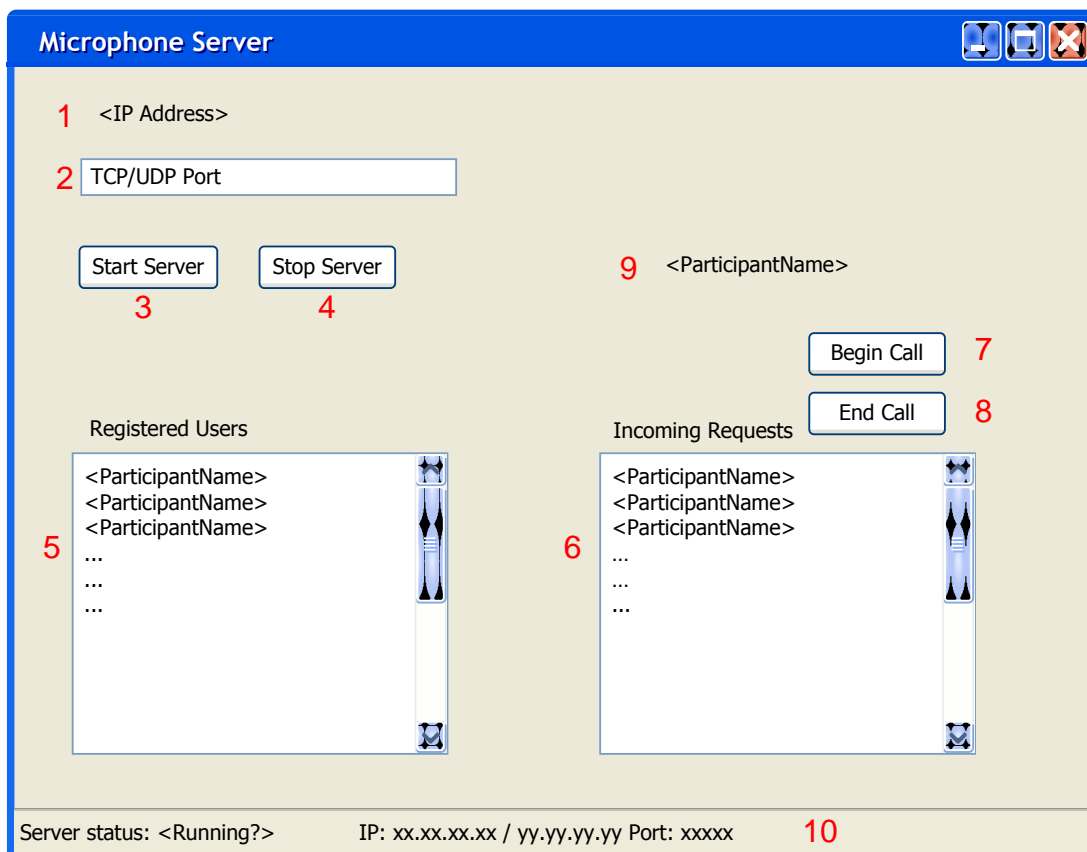 Microphone Server
1 <IP Address>
2 TCP/UDP Port
Start Server Stop Server
3 4
9 <ParticipantName>
Begin Call 7
End Call 8
Registered Users
<ParticipantName>
<ParticipantName>
<ParticipantName>
5 ...
...
...
Incoming Requests
<ParticipantName>
<ParticipantName>
<ParticipantName>
6 ...
...
...
Server status: <Running?> IP: xx.xx.xx.xx / yy.yy.yy.yy Port: xxxxx 10